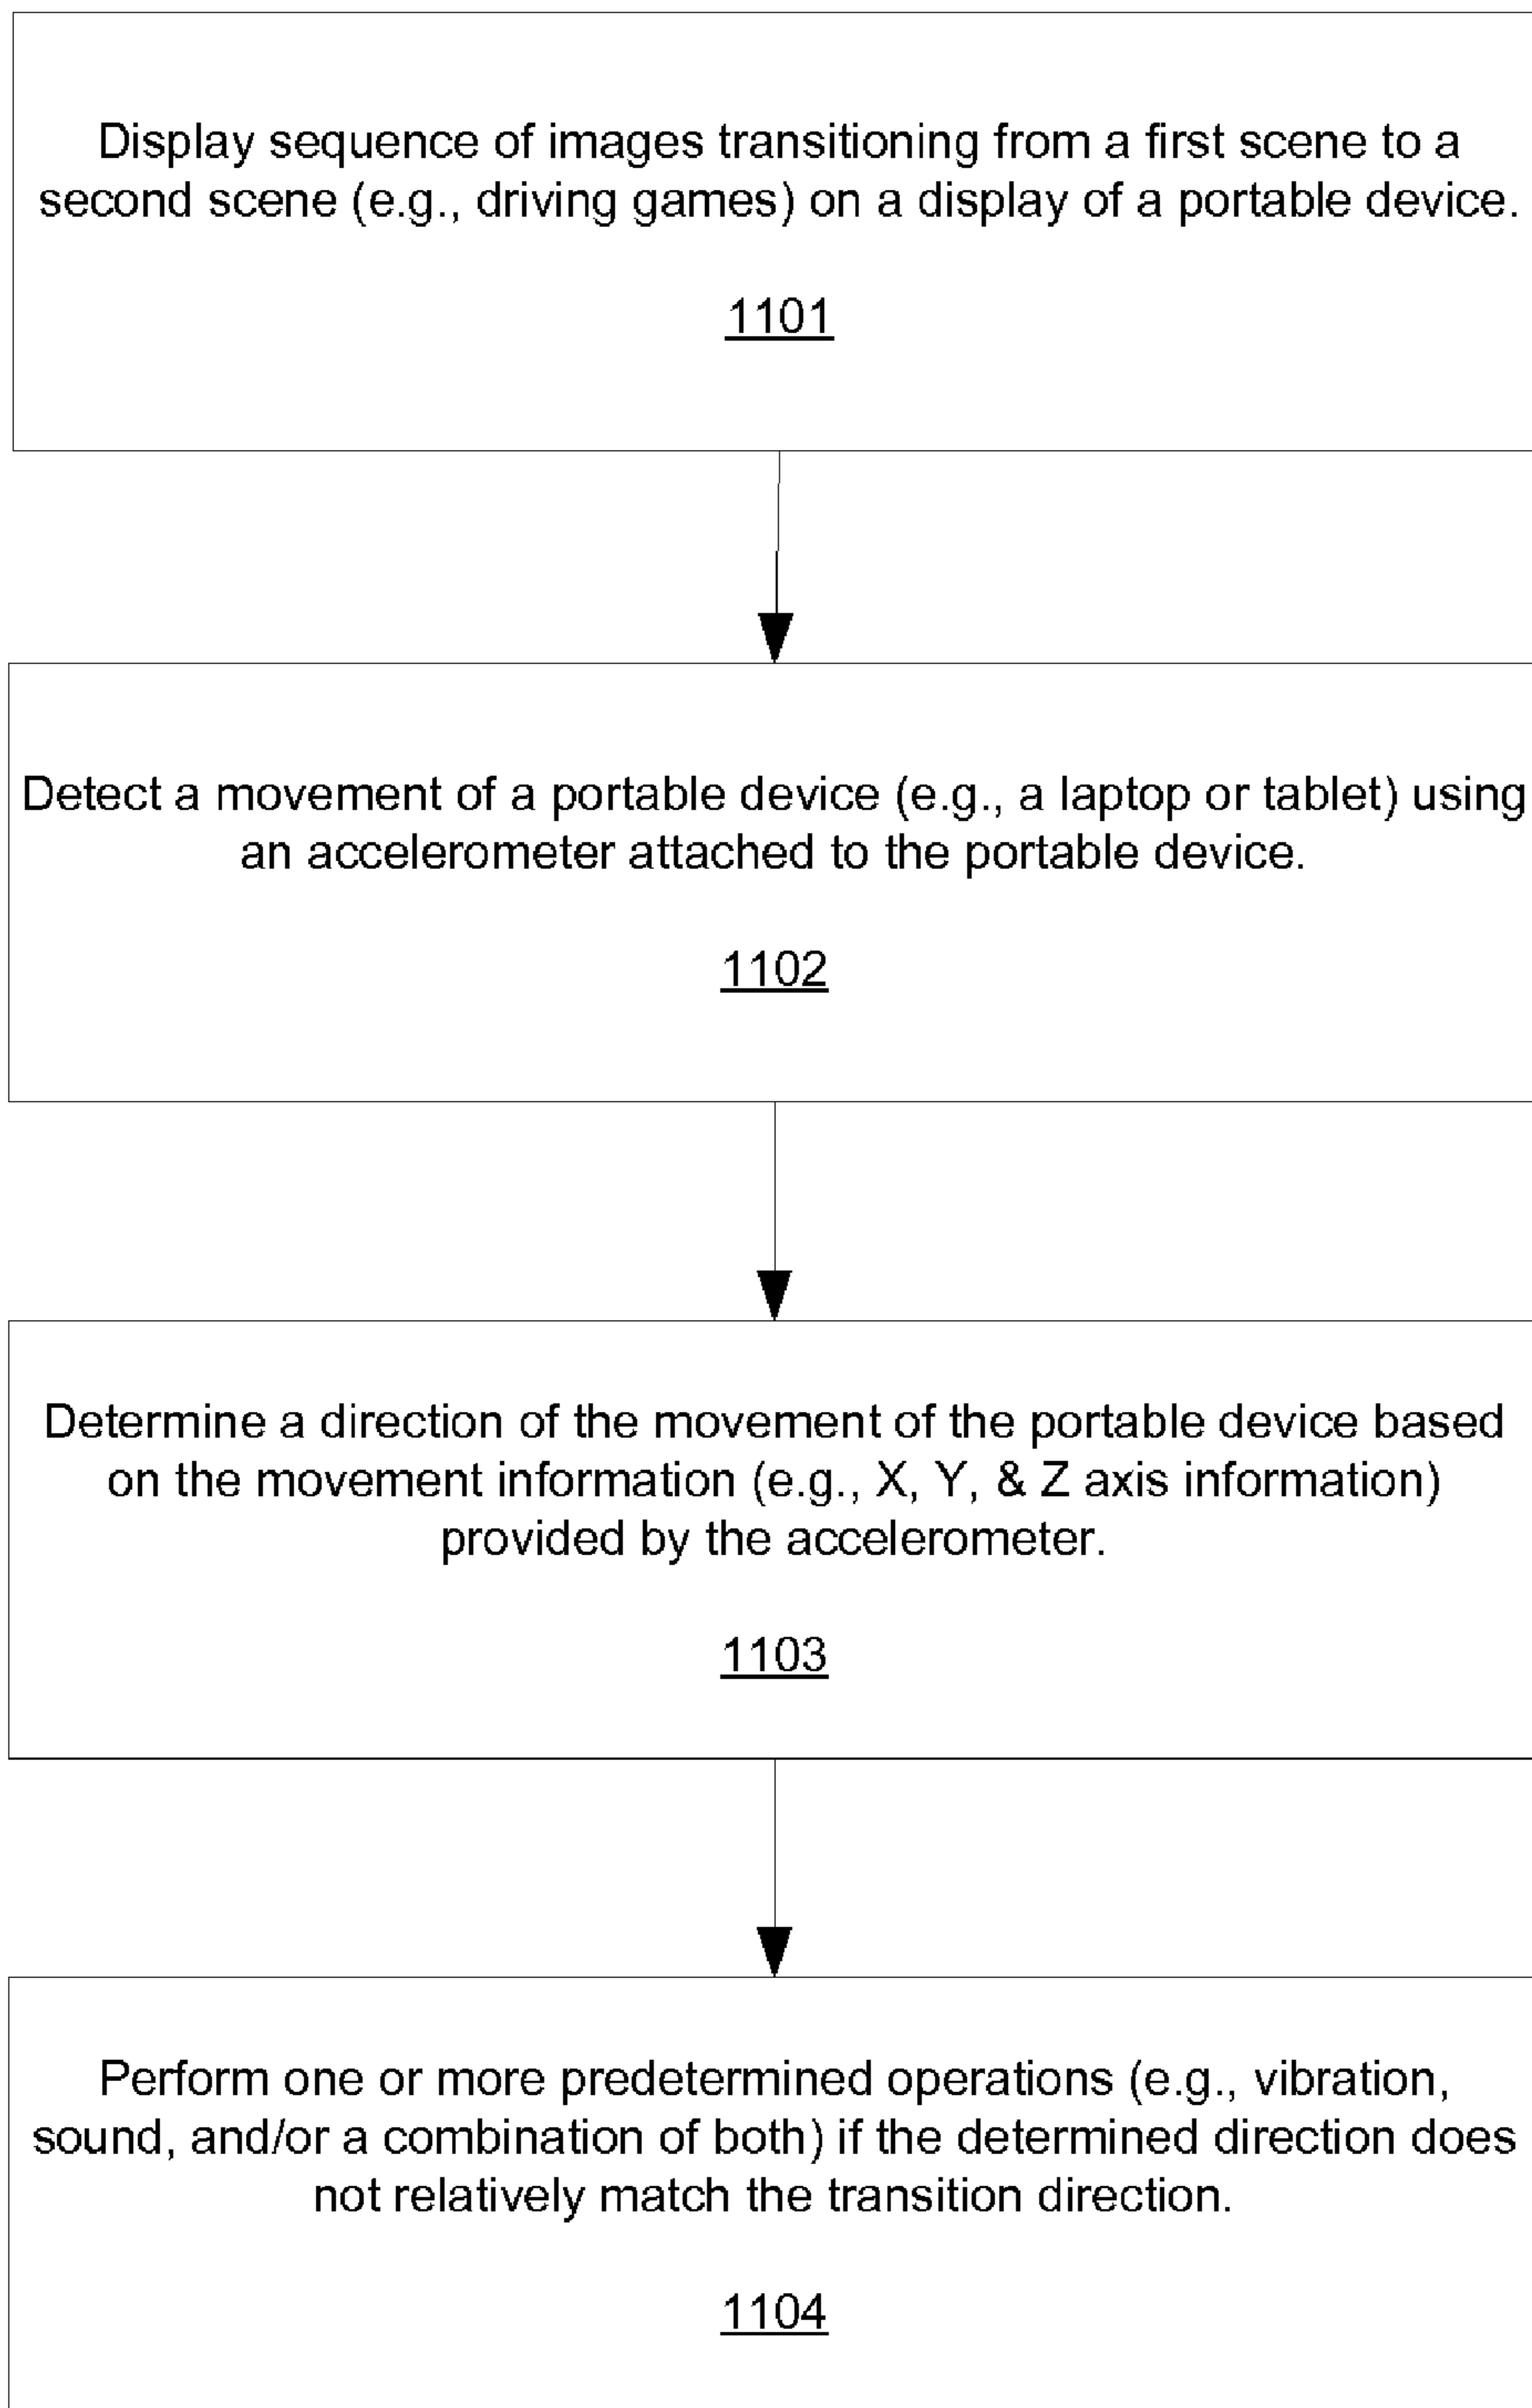 Display sequence of images transitioning from a first scene to a
second scene (e.g., driving games) on a display of a portable device.
1101
Detect a movement of a portable device (e.g., a laptop or tablet) using
an accelerometer attached to the portable device.
1102
Determine a direction of the movement of the portable device based
on the movement information (e.g., X, Y, & Z axis information)
provided by the accelerometer.
1103
Perform one or more predetermined operations (e.g., vibration,
sound, and/or a combination of both) if the determined direction does
not relatively match the transition direction.
1104